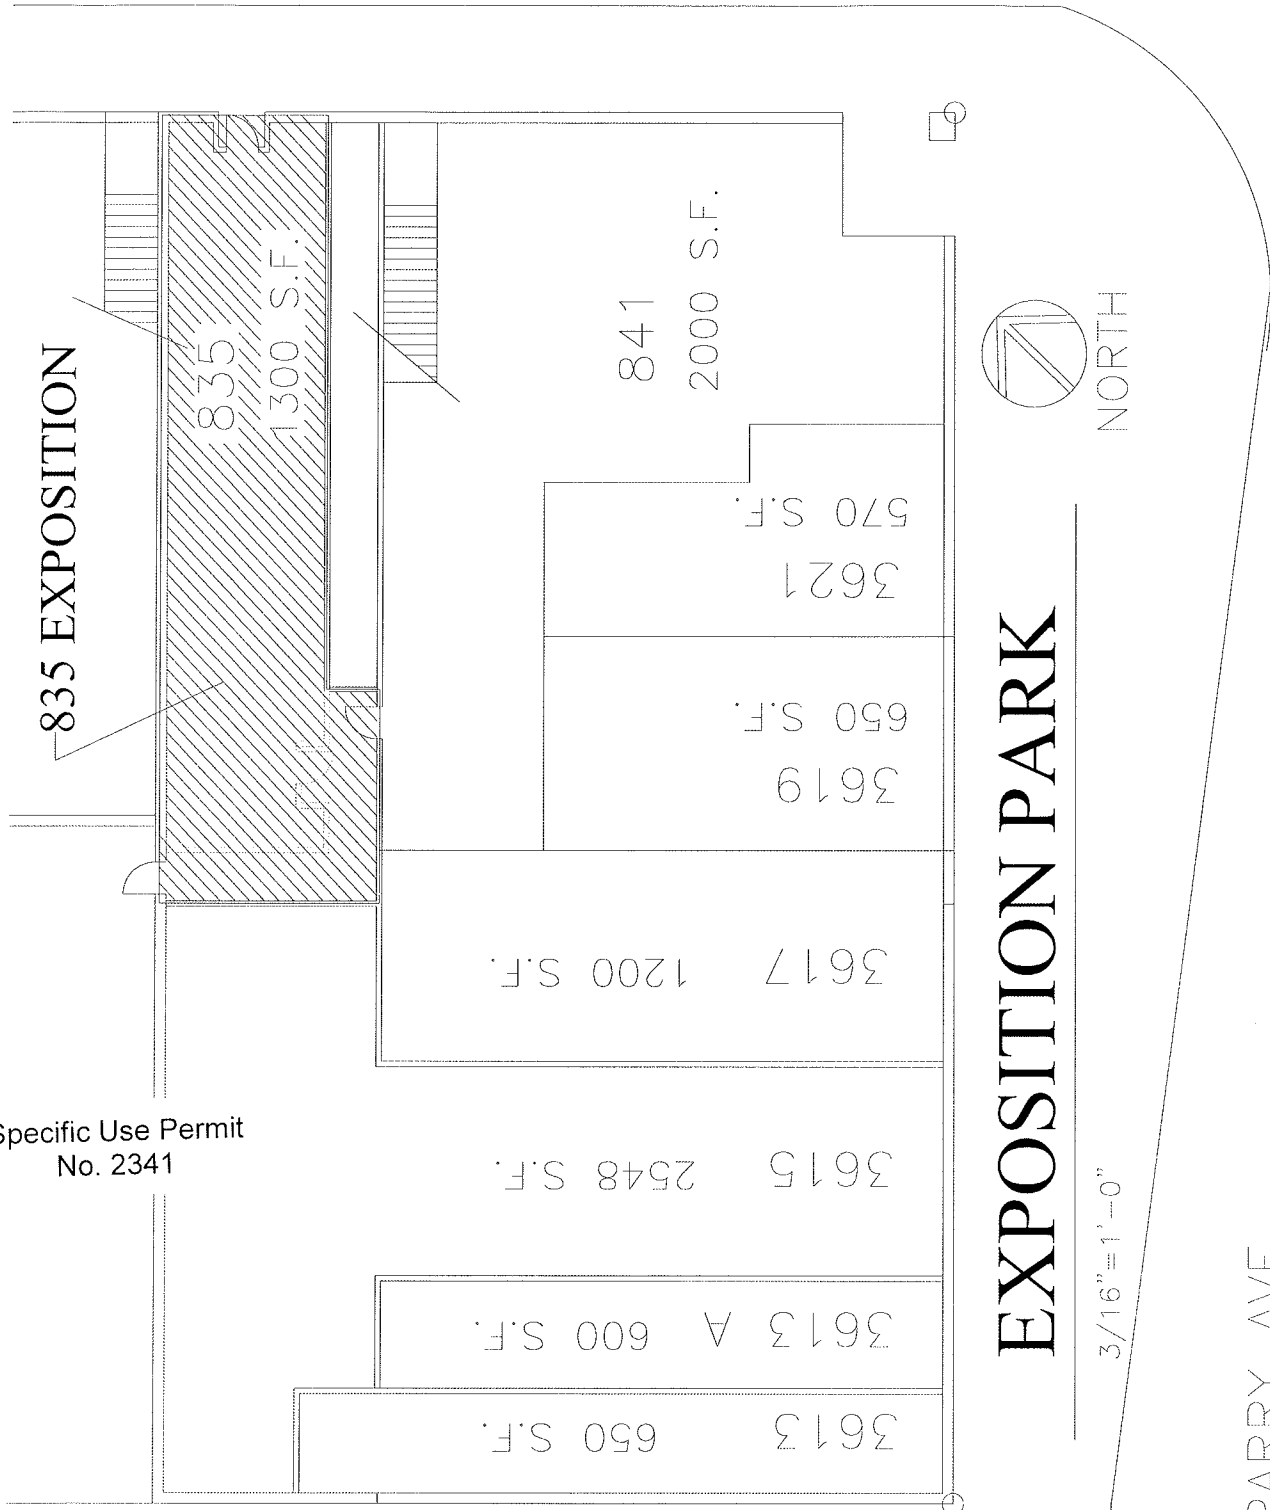 835 EXPOSITION
835
1300 S.F.
841
2000 S.F.
570 S.F.
3621
650 S.F.
3619
1200 S.F. 3617
2548 S.F. 3615
600 S.F. 3613 A
650 S.F. 3613
NORTH
EXPOSITION PARK
3/16"=1'-0"
PARRY AVE
Specific Use Permit
No. 2341